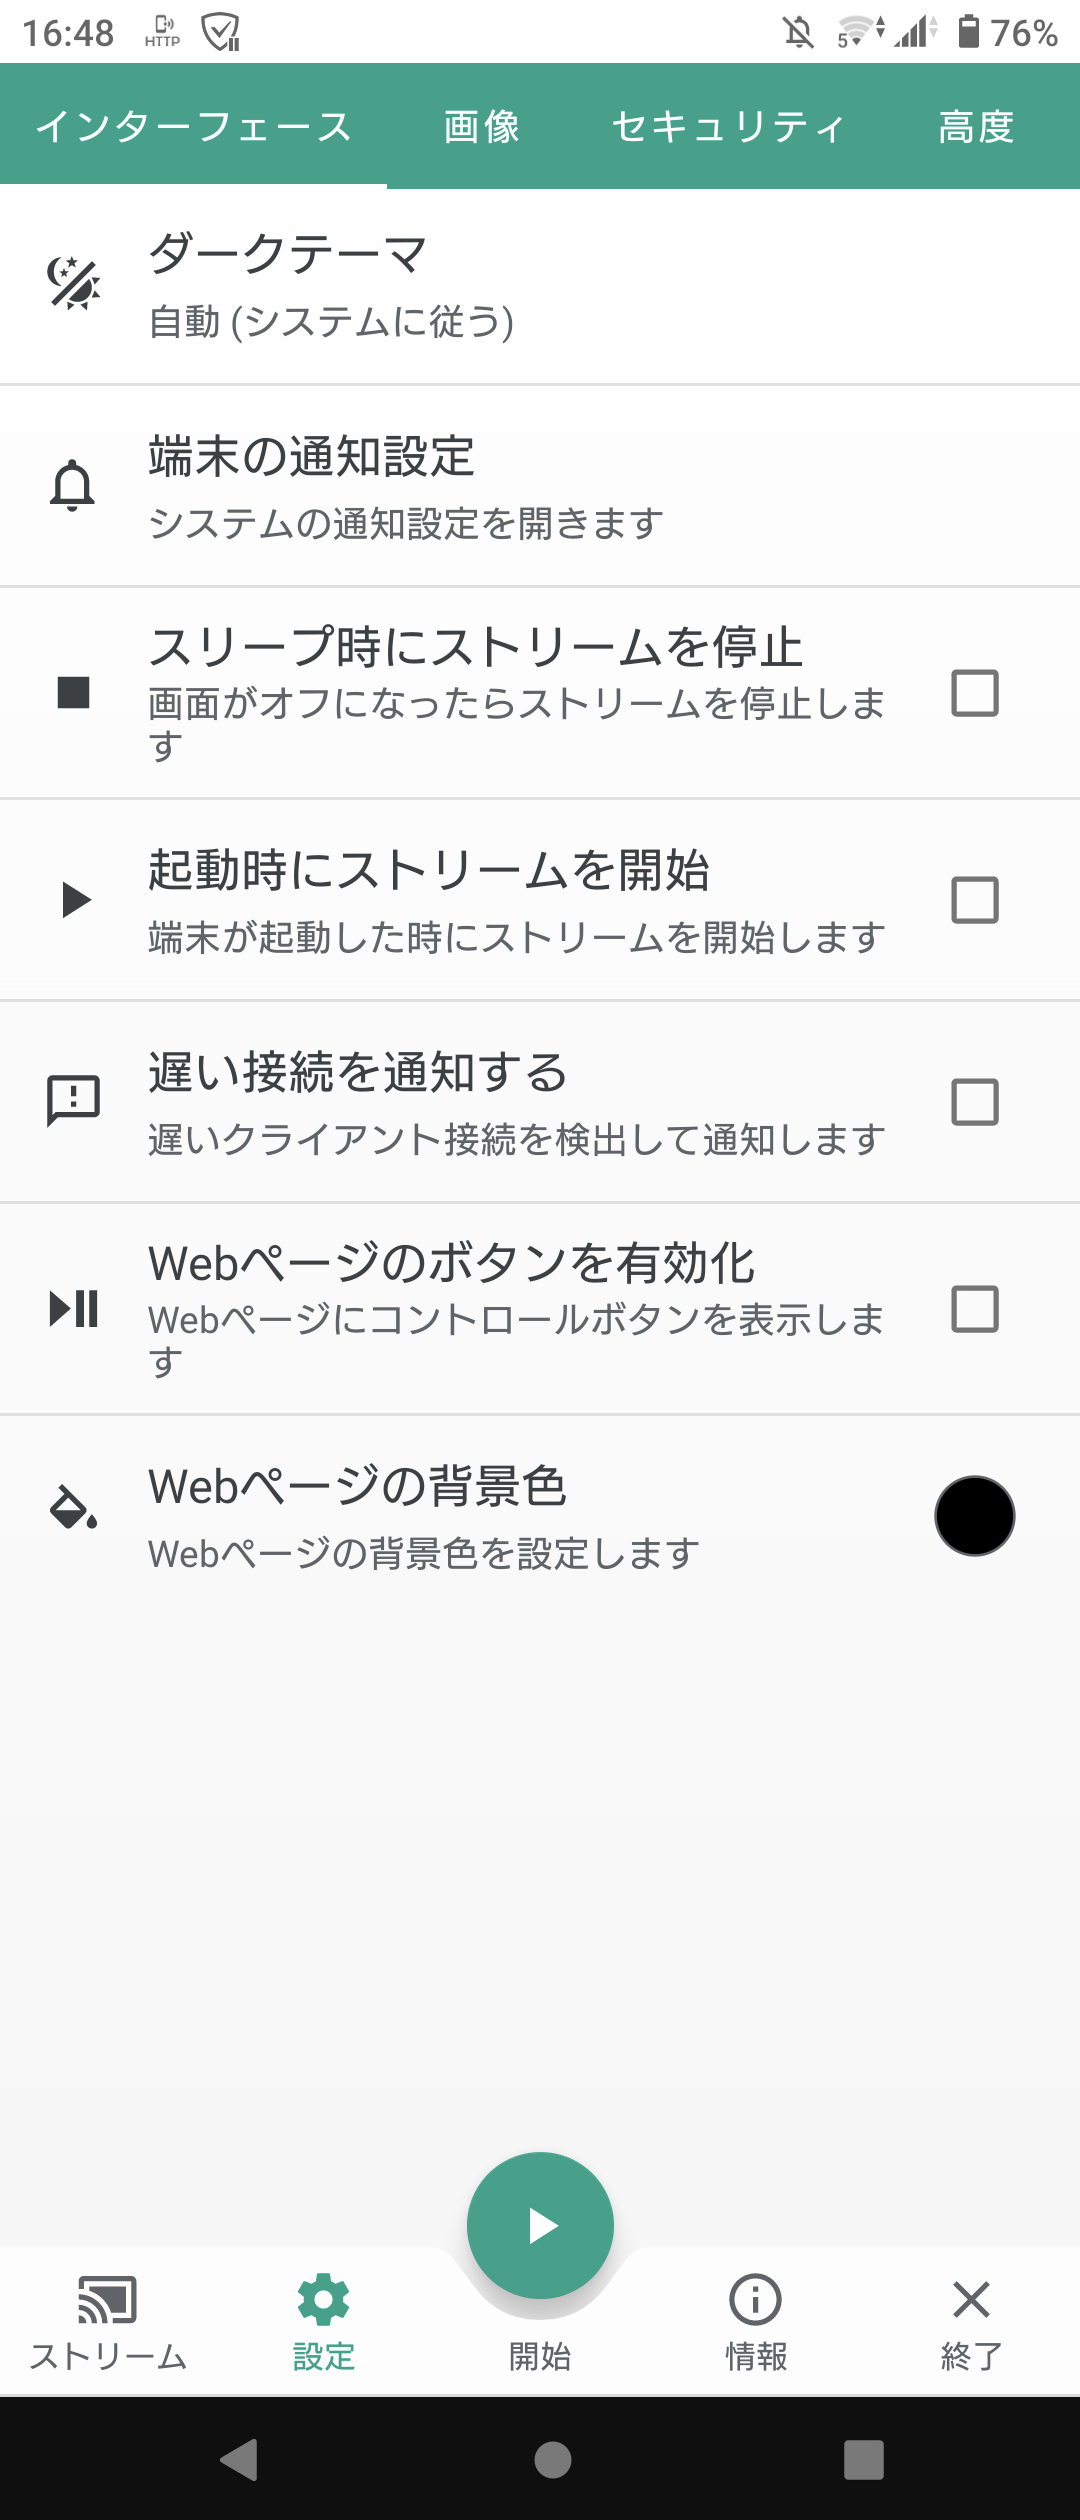 16:48
HTTP
5
76%
インターフェース
画像
セキュリティ
高度
ダークテーマ
自動 (システムに従う)
端末の通知設定
システムの通知設定を開きます
スリープ時にストリームを停止
画面がオフになったらストリームを停止しま
す
起動時にストリームを開始
端末が起動した時にストリームを開始します
遅い接続を通知する
遅いクライアント接続を検出して通知します
Webページのボタンを有効化
Webページにコントロールボタンを表示しま
す
Webページの背景色
Webページの背景色を設定します
ストリーム
設定
開始
情報
終了